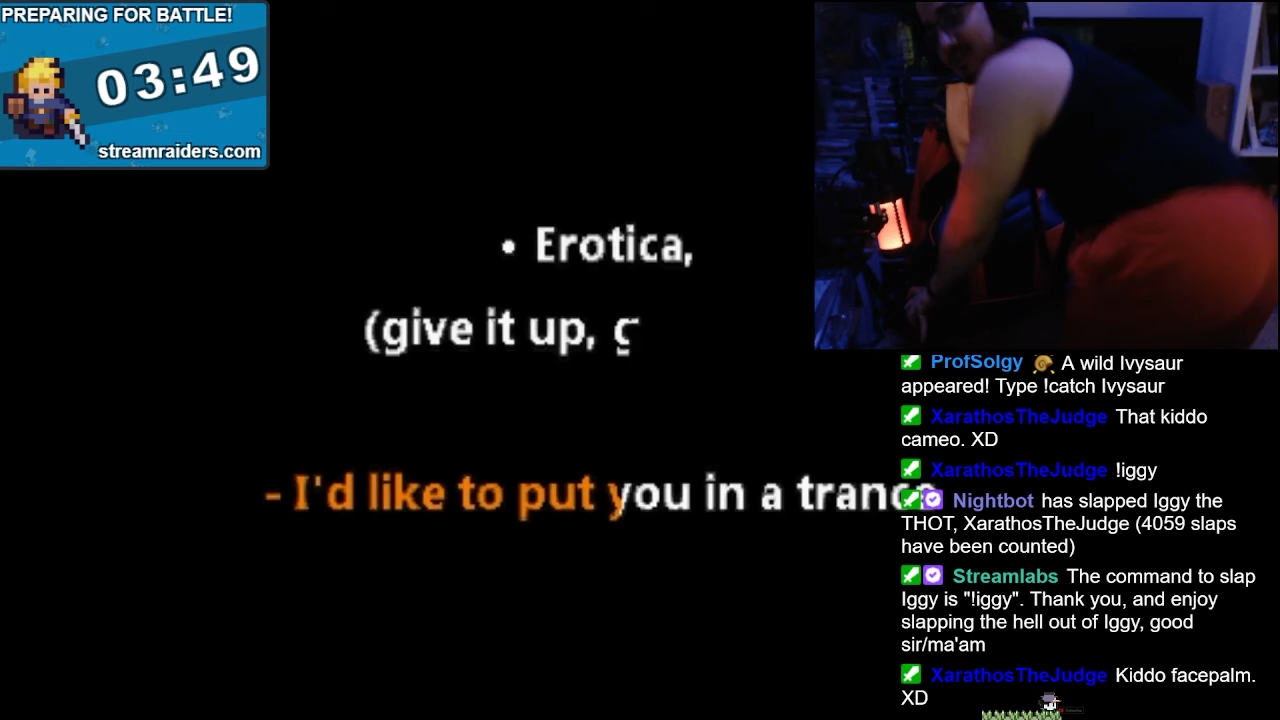 PREPARING FOR BATTLE!
03:49
streamraiders.com
• Erotica,
(give it up,
- I'd like to put you in a trance
ProfSolgy A wild Ivysaur
appeared! Type !catch Ivysaur
XarathosTheJudge That kiddo
cameo. XD
XarathosTheJudge !iggy
Nightbot has slapped Iggy the
THOT, XarathosTheJudge (4059 slaps
have been counted)
Streamlabs The command to slap
Iggy is "!iggy". Thank you, and enjoy
slapping the hell out of Iggy, good
sir/ma'am
XarathosTheJudge Kiddo facepalm.
XD